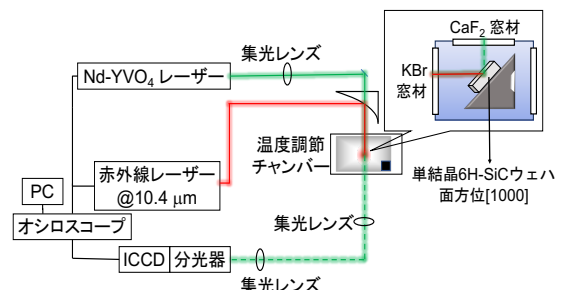 集光レンズ
Nd-YVO4 レーザー
CaF2 窓材
KBr
窓材
温度調節
チャンバー
単結晶6H-SiCウェハ
面方位[1000]
赤外線レーザー
@10.4 μm
PC
オシロスコープ
集光レンズ
ICCD
分光器
集光レンズ